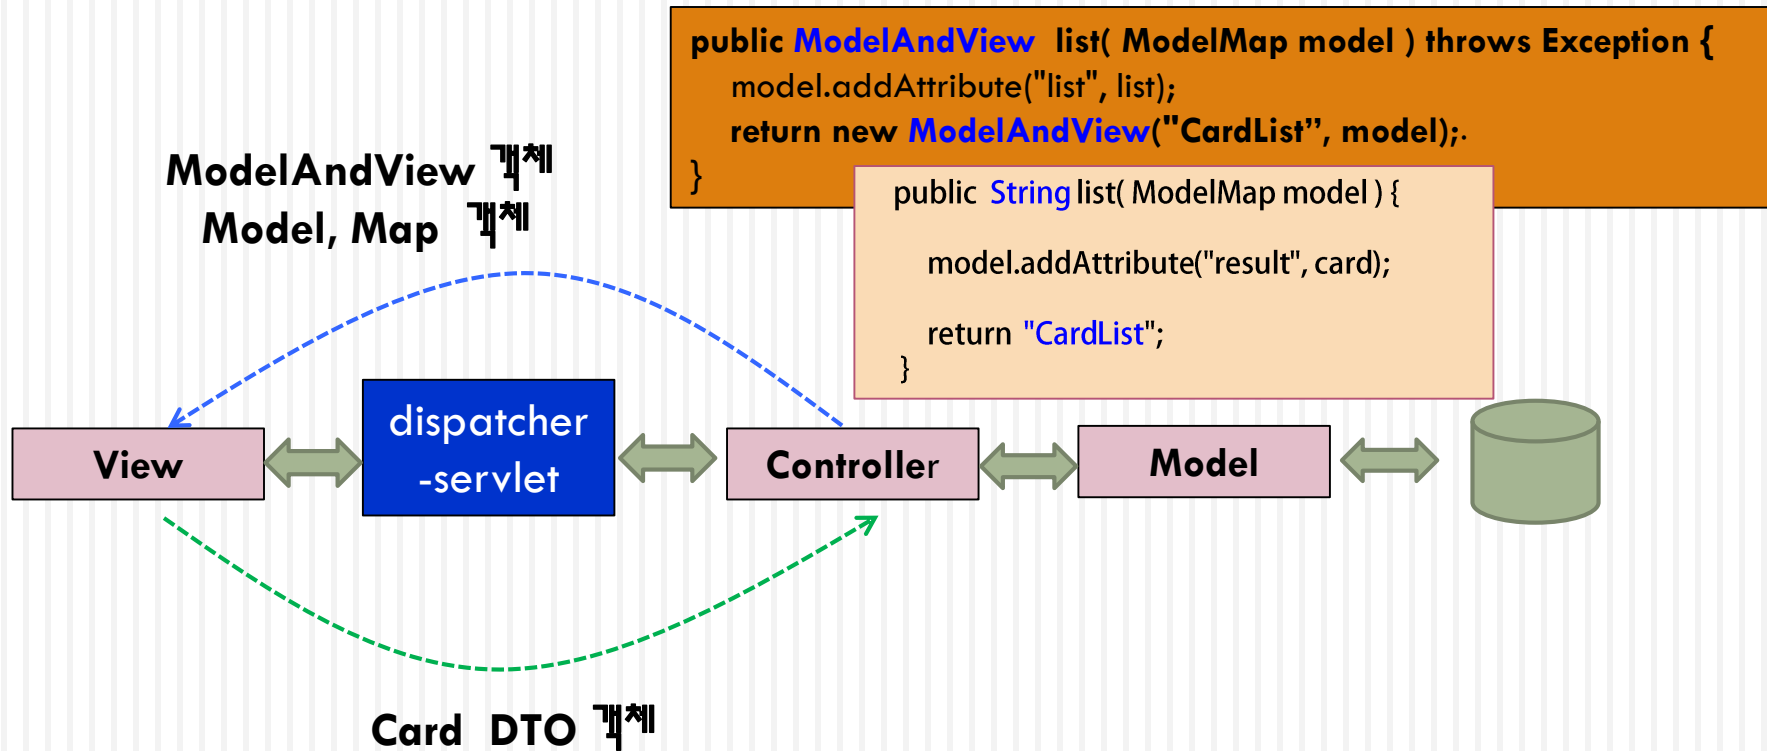 public ModelAndView list( ModelMap model ) throws Exception {
model.addAttribute("list", list);
return new ModelAndView("CardList”, model);.
}
public String list( ModelMap model ) {
model.addAttribute("result", card);
return "CardList";
}
ModelAndView 객체
Model, Map 객체
View
dispatcher
-servlet
Controller
Model
Card DTO 객체